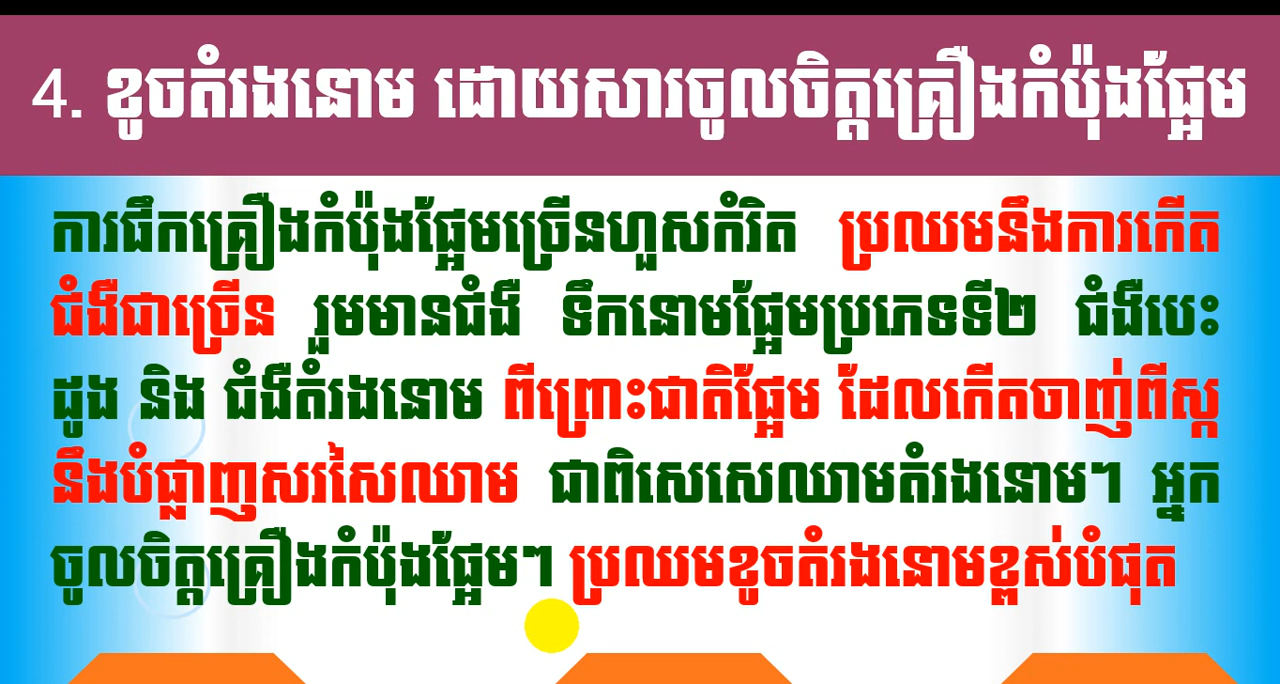 4. ខូចតំរងនោម ដោយសារចូលចិត្តគ្រឿងកំប៉ុងផ្អែម
ការផឹកគ្រឿងកំប៉ុងផ្អែមច្រើនហួសកំរិត ប្រឈមនឹងការកើត
ជំងឺជាច្រើន រួមមានជំងឺ ទឹកនោមផ្អែមប្រភេទទី២ ជំងឺបេះ
ដូង និង ជំងឺតំរងនោម ពីព្រោះជាតិផ្អែម ដែលកើតចាញ់ពីស្ក
នឹងបំផ្លាញសរសៃឈាម ជាពិសេសេឈាមតំរងនោម។ អ្នក
ចូលចិត្តគ្រឿងកំប៉ុងផ្អែម។ ប្រឈមខូចតំរងនោមខ្ពស់បំផុត